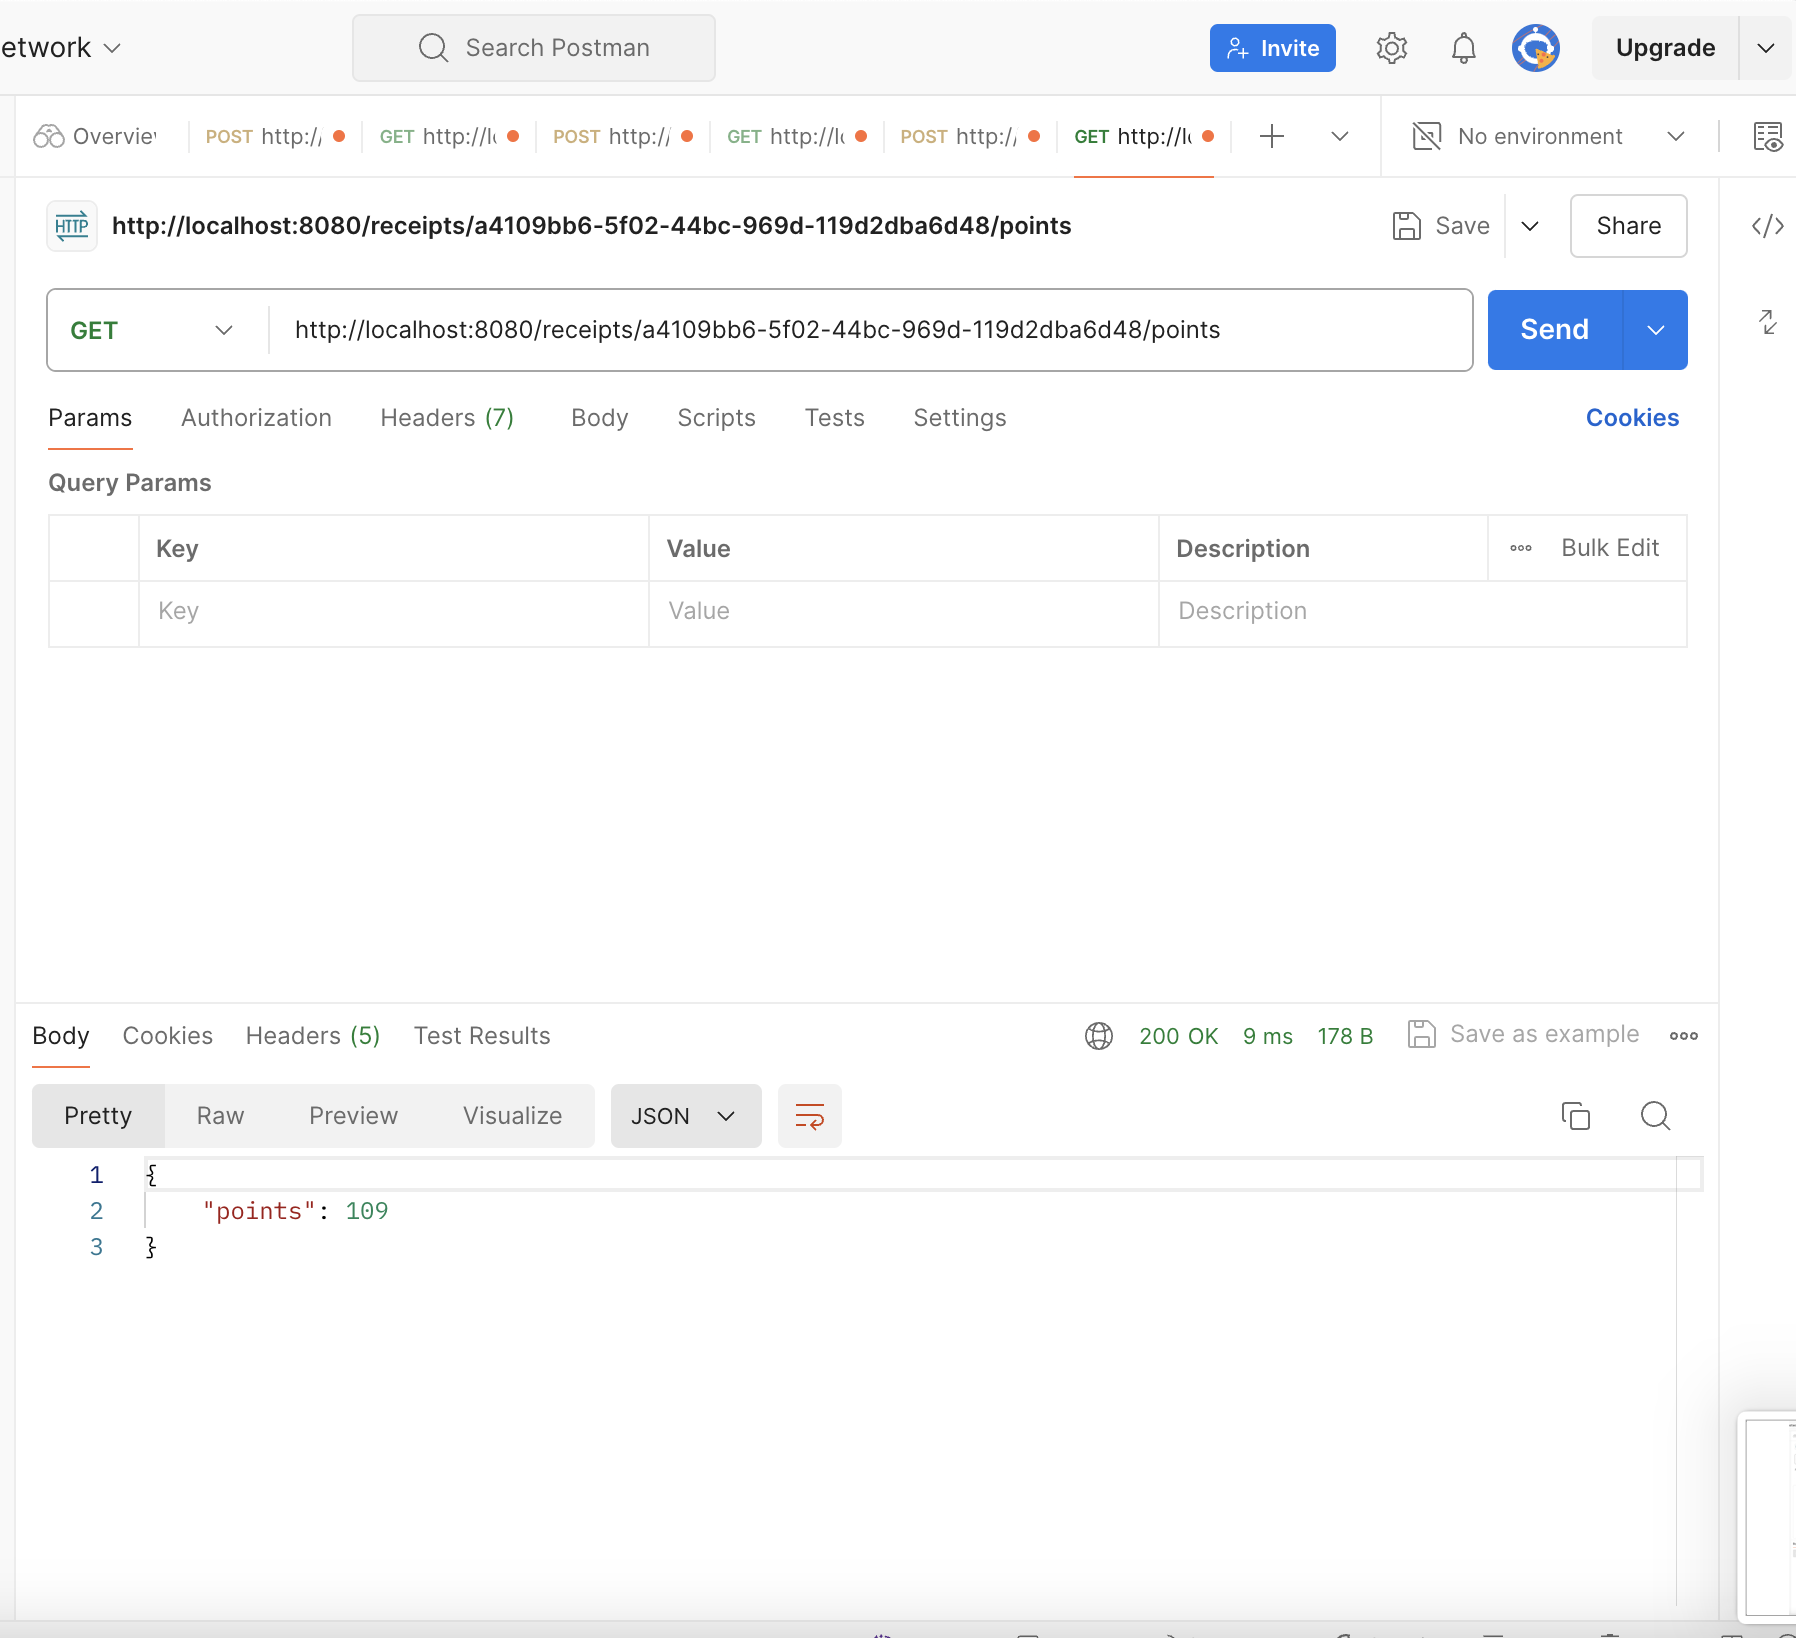 etwork
Search Postman
Invite
Upgrade
Overvie
POST http:/
GET http://l
POST http:/
GET http://l
POST http:/
GET http://l
No environment
HTTP
http://localhost:8080/receipts/a4109bb6-5f02-44bc-969d-119d2dba6d48/points
Save
Share
GET
http://localhost:8080/receipts/a4109bb6-5f02-44bc-969d-119d2dba6d48/points
Send
Params
Authorization
Headers (7)
Body
Scripts
Tests
Settings
Cookies
Query Params
Key
Value
Description
Bulk Edit
Key
Value
Description
Body
Cookies
Headers (5)
Test Results
200 OK
9 ms
178 B
Save as example
Pretty
Raw
Preview
Visualize
JSON
1 {
2 "points": 109
3 }